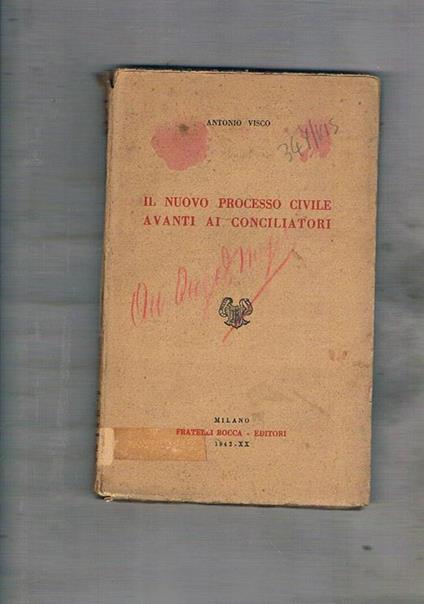 ANTONIO VISCO
IL NUOVO PROCESSO CIVILE
AVANTI AI CONCILIATORI
MILANO
FRATELLI BOCCA - EDITORI
1942-XX